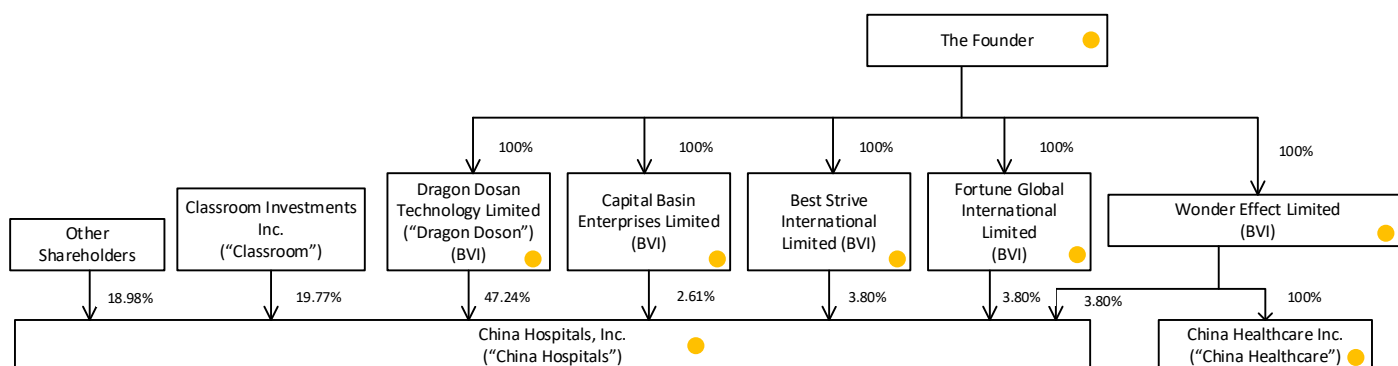 The Founder
100%
100%
100%
100%
100%
Dragon Dosan
Technology Limited
(“Dragon Doson”)
(BVI)
Capital Basin
Enterprises Limited
(BVI)
Best Strive
International
Limited (BVI)
Fortune Global
International
Limited
(BVI)
Wonder Effect Limited
(BVI)
Classroom Investments
Inc.
(“Classroom”)
Other
Shareholders
18.98%
19.77%
47.24%
2.61%
3.80%
3.80%
3.80%
100%
China Hospitals, Inc.
(“China Hospitals”)
China Healthcare Inc.
(“China Healthcare”)